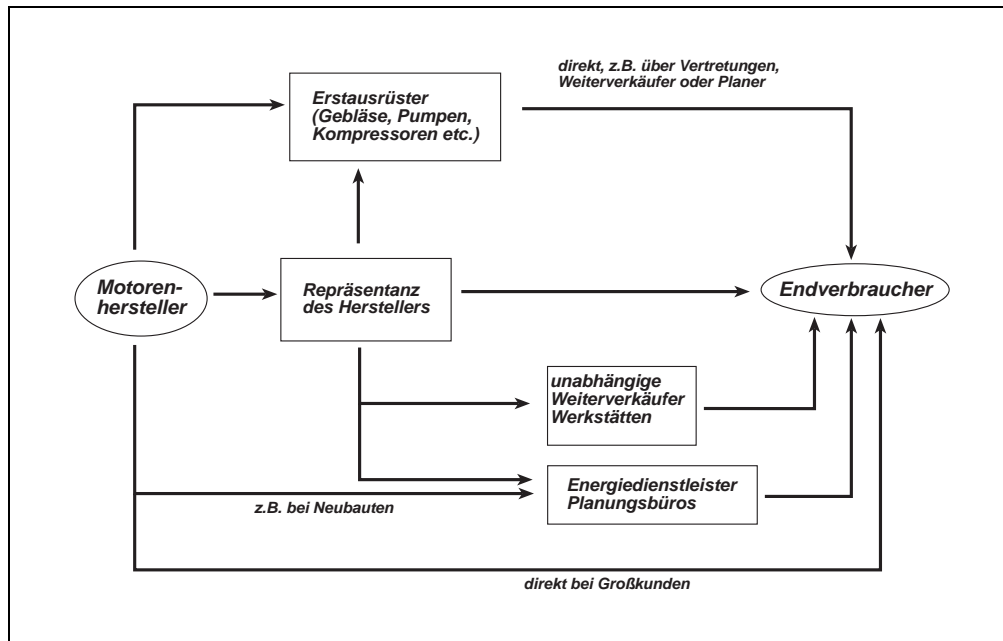 direkt, z.B. über Vertretungen,
Weiterverkäufer oder Planer
Erstausrüster
(Gebläse, Pumpen,
Kompressoren etc.)
Motoren-
hersteller
Repräsentanz
des Herstellers
Endverbraucher
unabhängige
Weiterverkäufer
Werkstätten
Energiedienstleister
Planungsbüros
z.B. bei Neubauten
direkt bei Großkunden